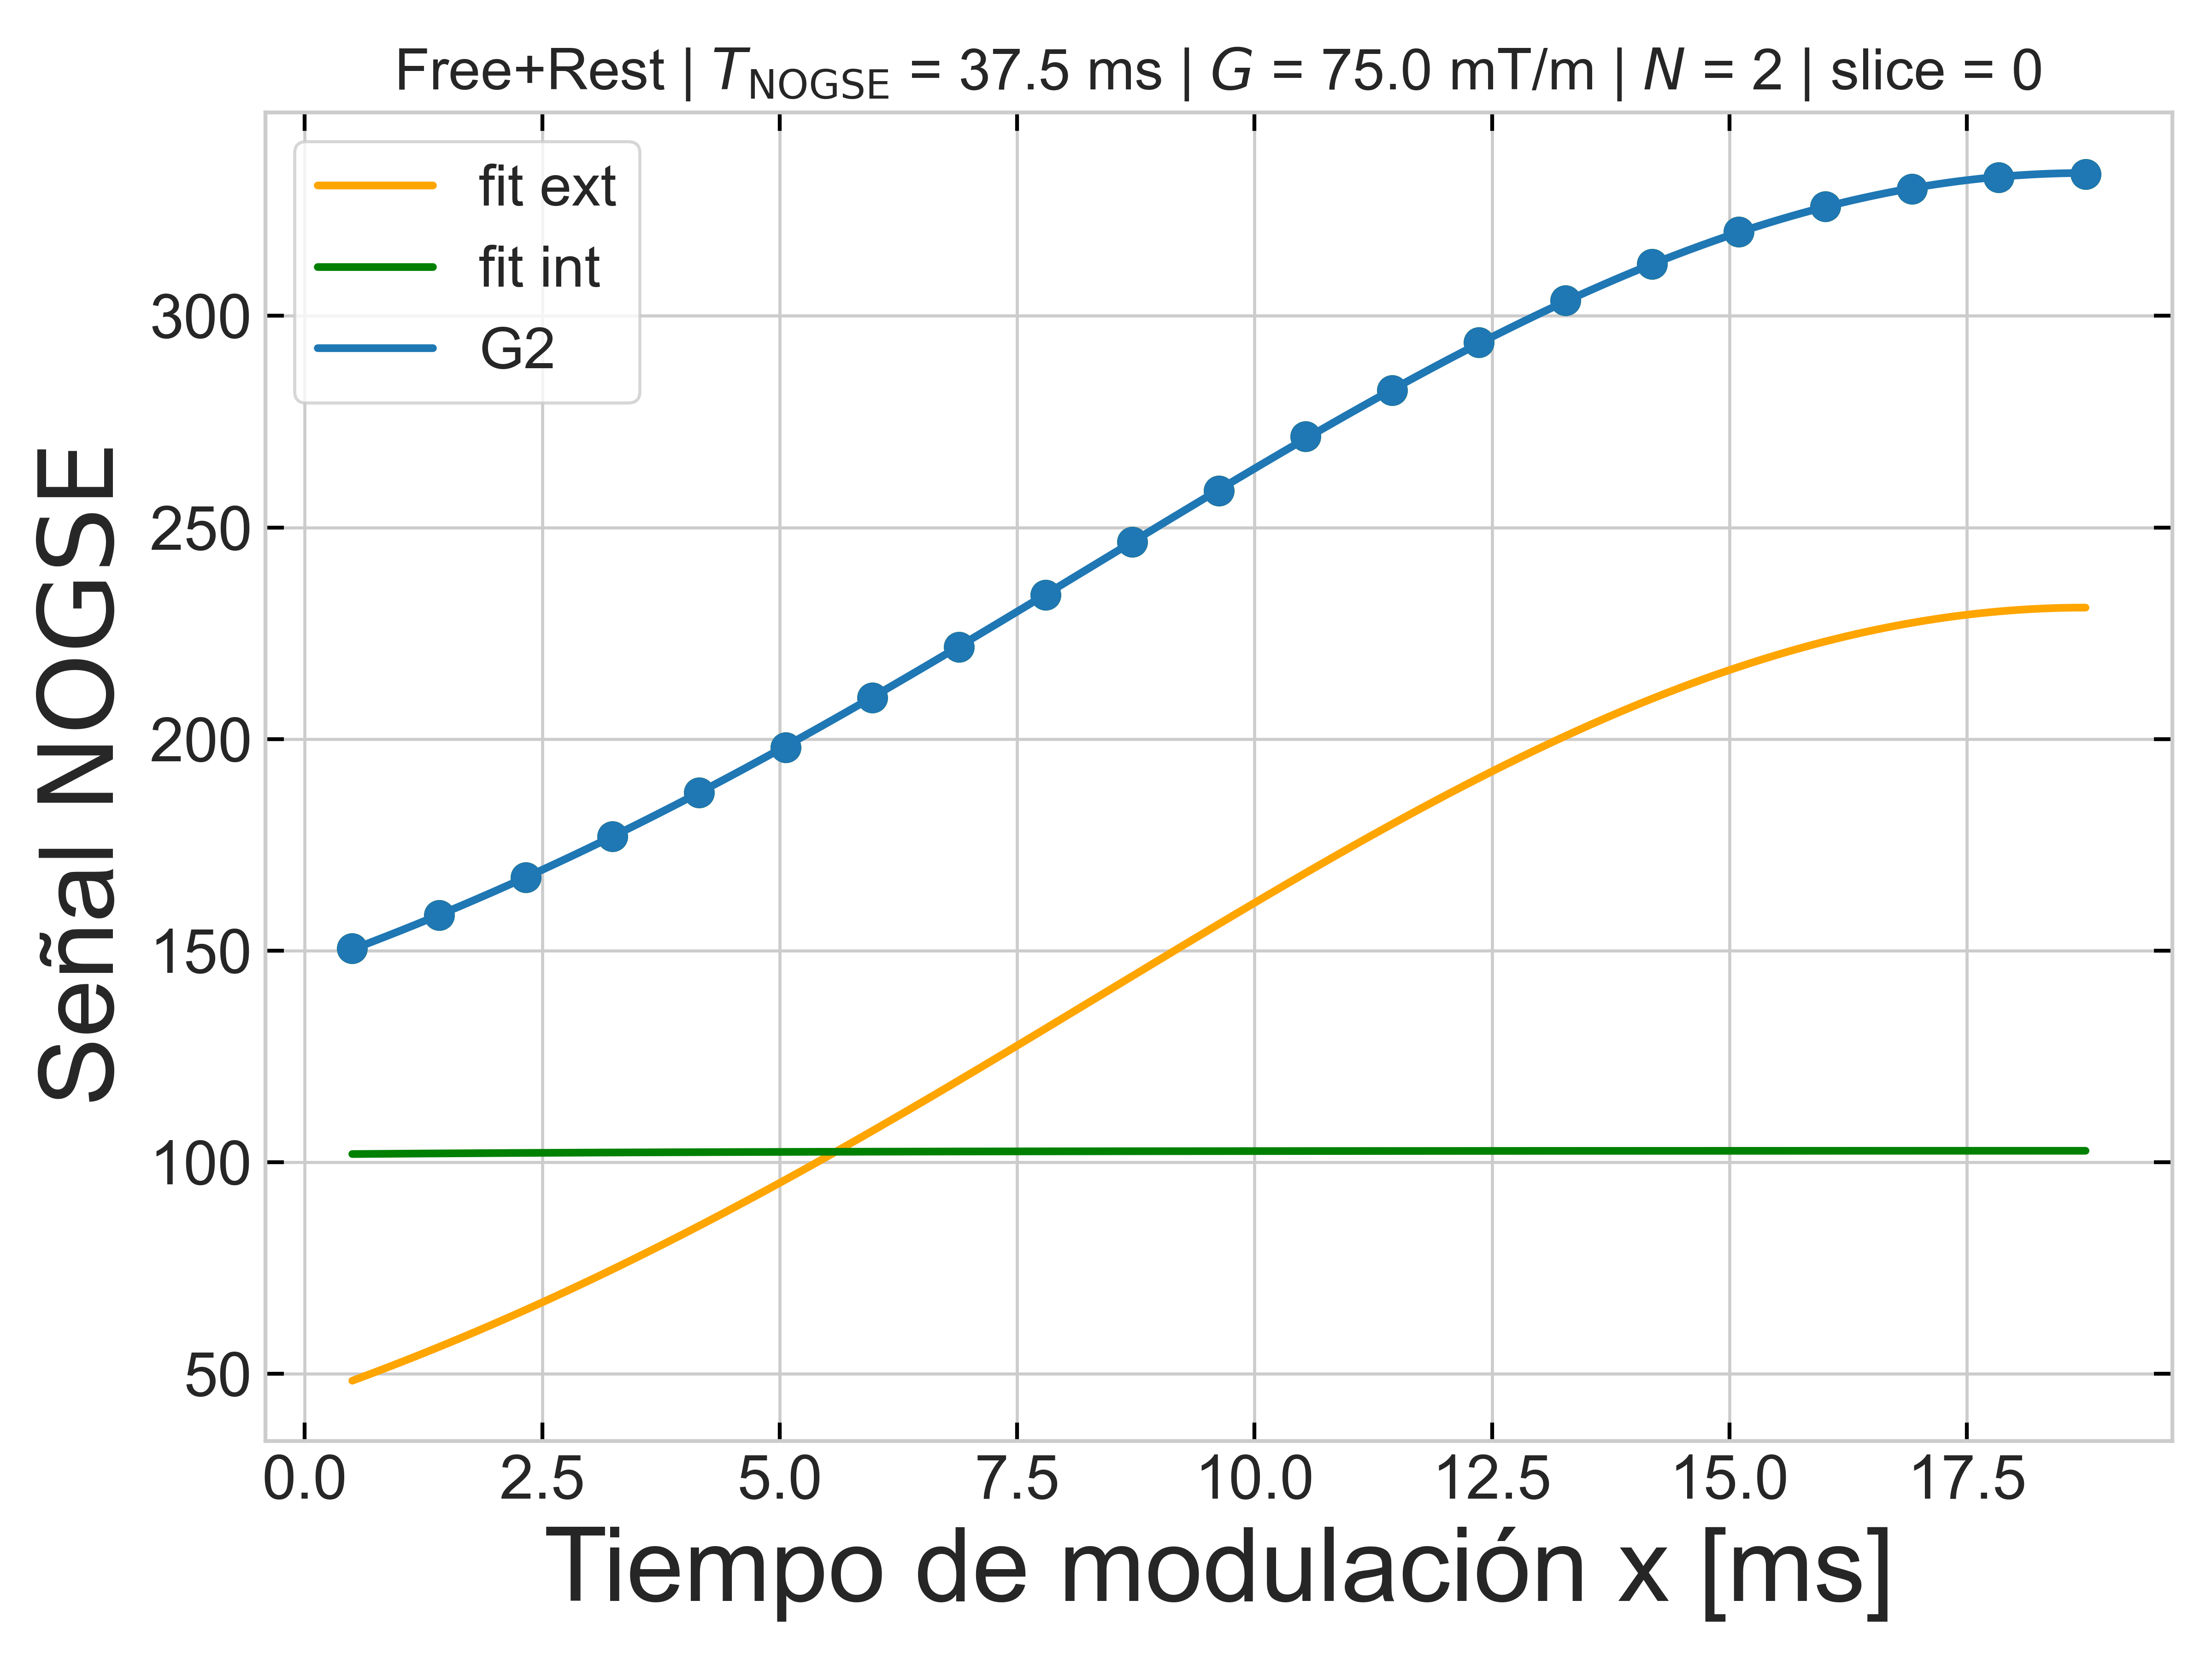 Free+Rest | T_NOGSE = 37.5 ms | G = 75.0 mT/m | N = 2 | slice = 0
fit ext
fit int
G2
Señal NOGSE
300
250
200
150
100
50
0.0 2.5 5.0 7.5 10.0 12.5 15.0 17.5
Tiempo de modulación x [ms]